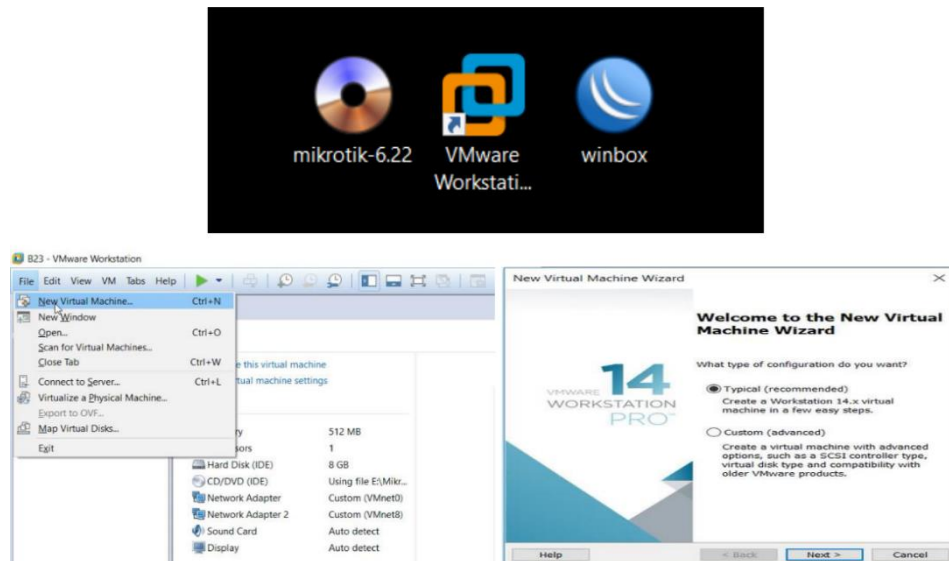 mikrotik-6.22
VMware
Workstati...
winbox
B23 - VMware Workstation
File Edit View VM Tabs Help
New Virtual Machine... Ctrl+N
New Window
Open... Ctrl+O
Scan for Virtual Machines...
Close Tab Ctrl+W
Connect to Server... Ctrl+L
Virtualize a Physical Machine...
Export to OVF...
Map Virtual Disks...
Exit
e this virtual machine
tual machine settings
ry 512 MB
sors 1
Hard Disk (IDE) 8 GB
CD/DVD (IDE) Using file E:\Mikr...
Network Adapter Custom (VMnet0)
Network Adapter 2 Custom (VMnet8)
Sound Card Auto detect
Display Auto detect
New Virtual Machine Wizard
VMWARE 14
WORKSTATION
PRO™
Welcome to the New Virtual
Machine Wizard
What type of configuration do you want?
Typical (recommended)
Create a Workstation 14.x virtual
machine in a few easy steps.
Custom (advanced)
Create a virtual machine with advanced
options, such as a SCSI controller type,
virtual disk type and compatibility with
older VMware products.
Help < Back Next > Cancel